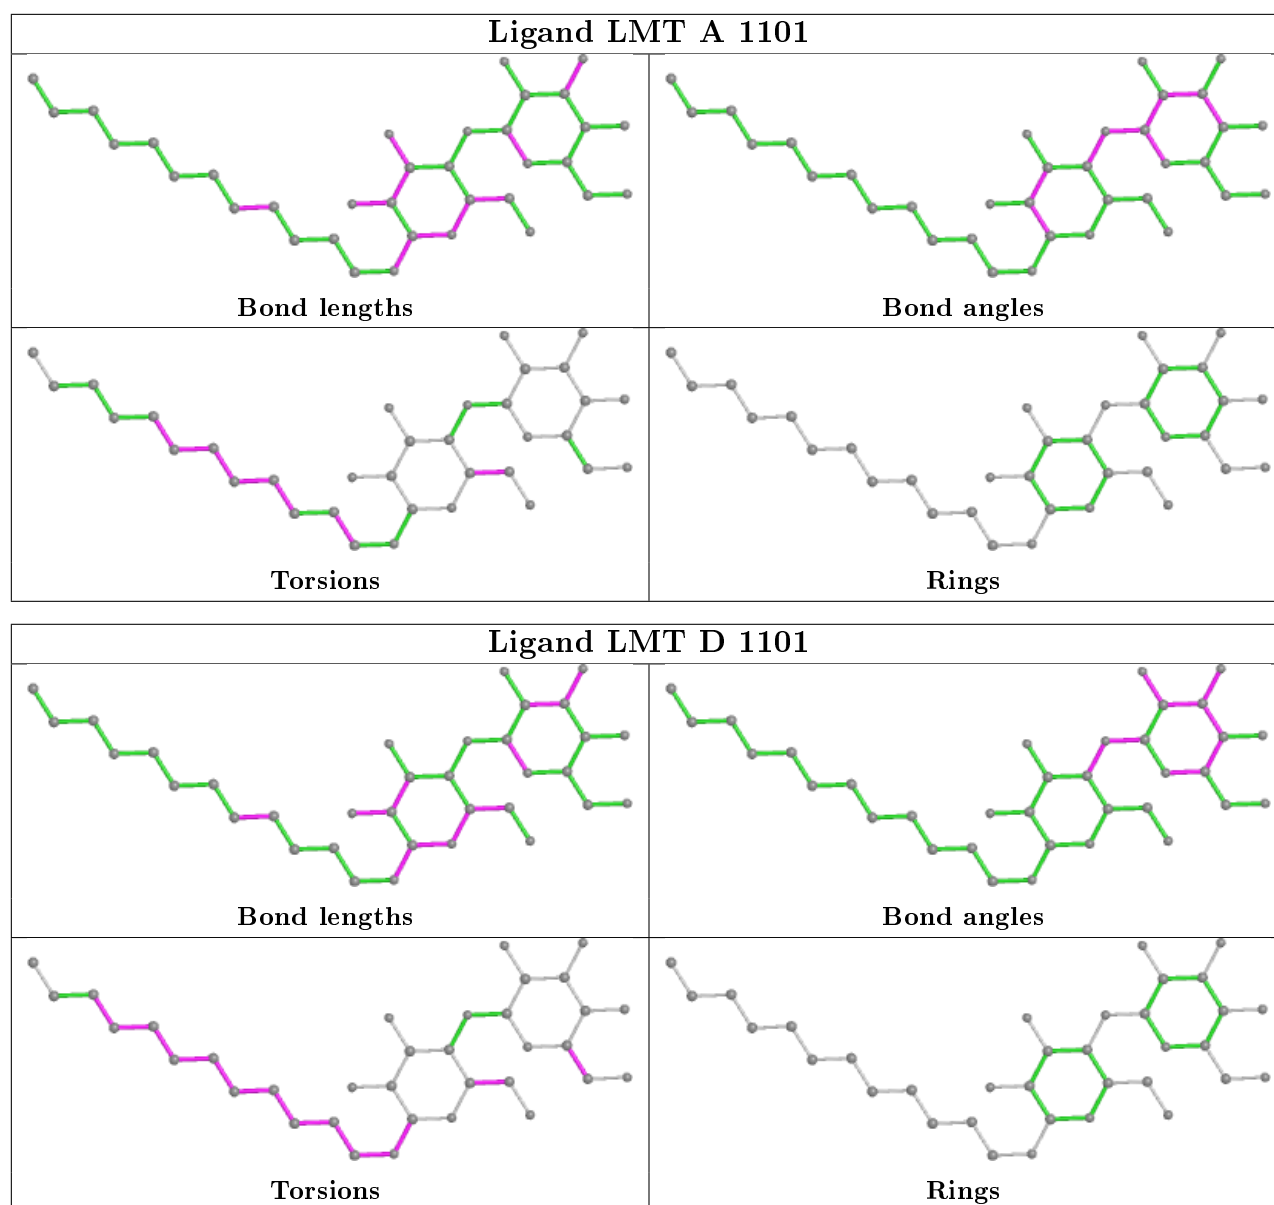 Ligand LMT A 1101
Bond lengths
Bond angles
Torsions
Rings
Ligand LMT D 1101
Bond lengths
Bond angles
Torsions
Rings